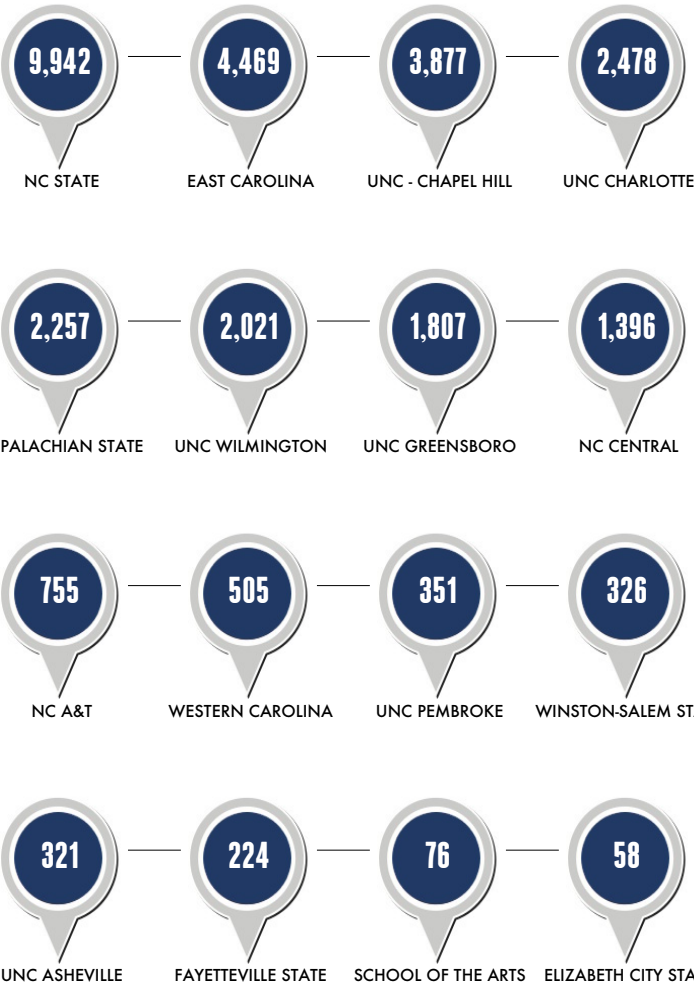 9,942 4,469 3,877 2,478
NC STATE EAST CAROLINA UNC - CHAPEL HILL UNC CHARLOTTE
2,257 2,021 1,807 1,396
PALACHIAN STATE UNC WILMINGTON UNC GREENSBORO NC CENTRAL
755 505 351 326
NC A&T WESTERN CAROLINA UNC PEMBROKE WINSTON-SALEM STA
321 224 76 58
UNC ASHEVILLE FAYETTEVILLE STATE SCHOOL OF THE ARTS ELIZABETH CITY STA